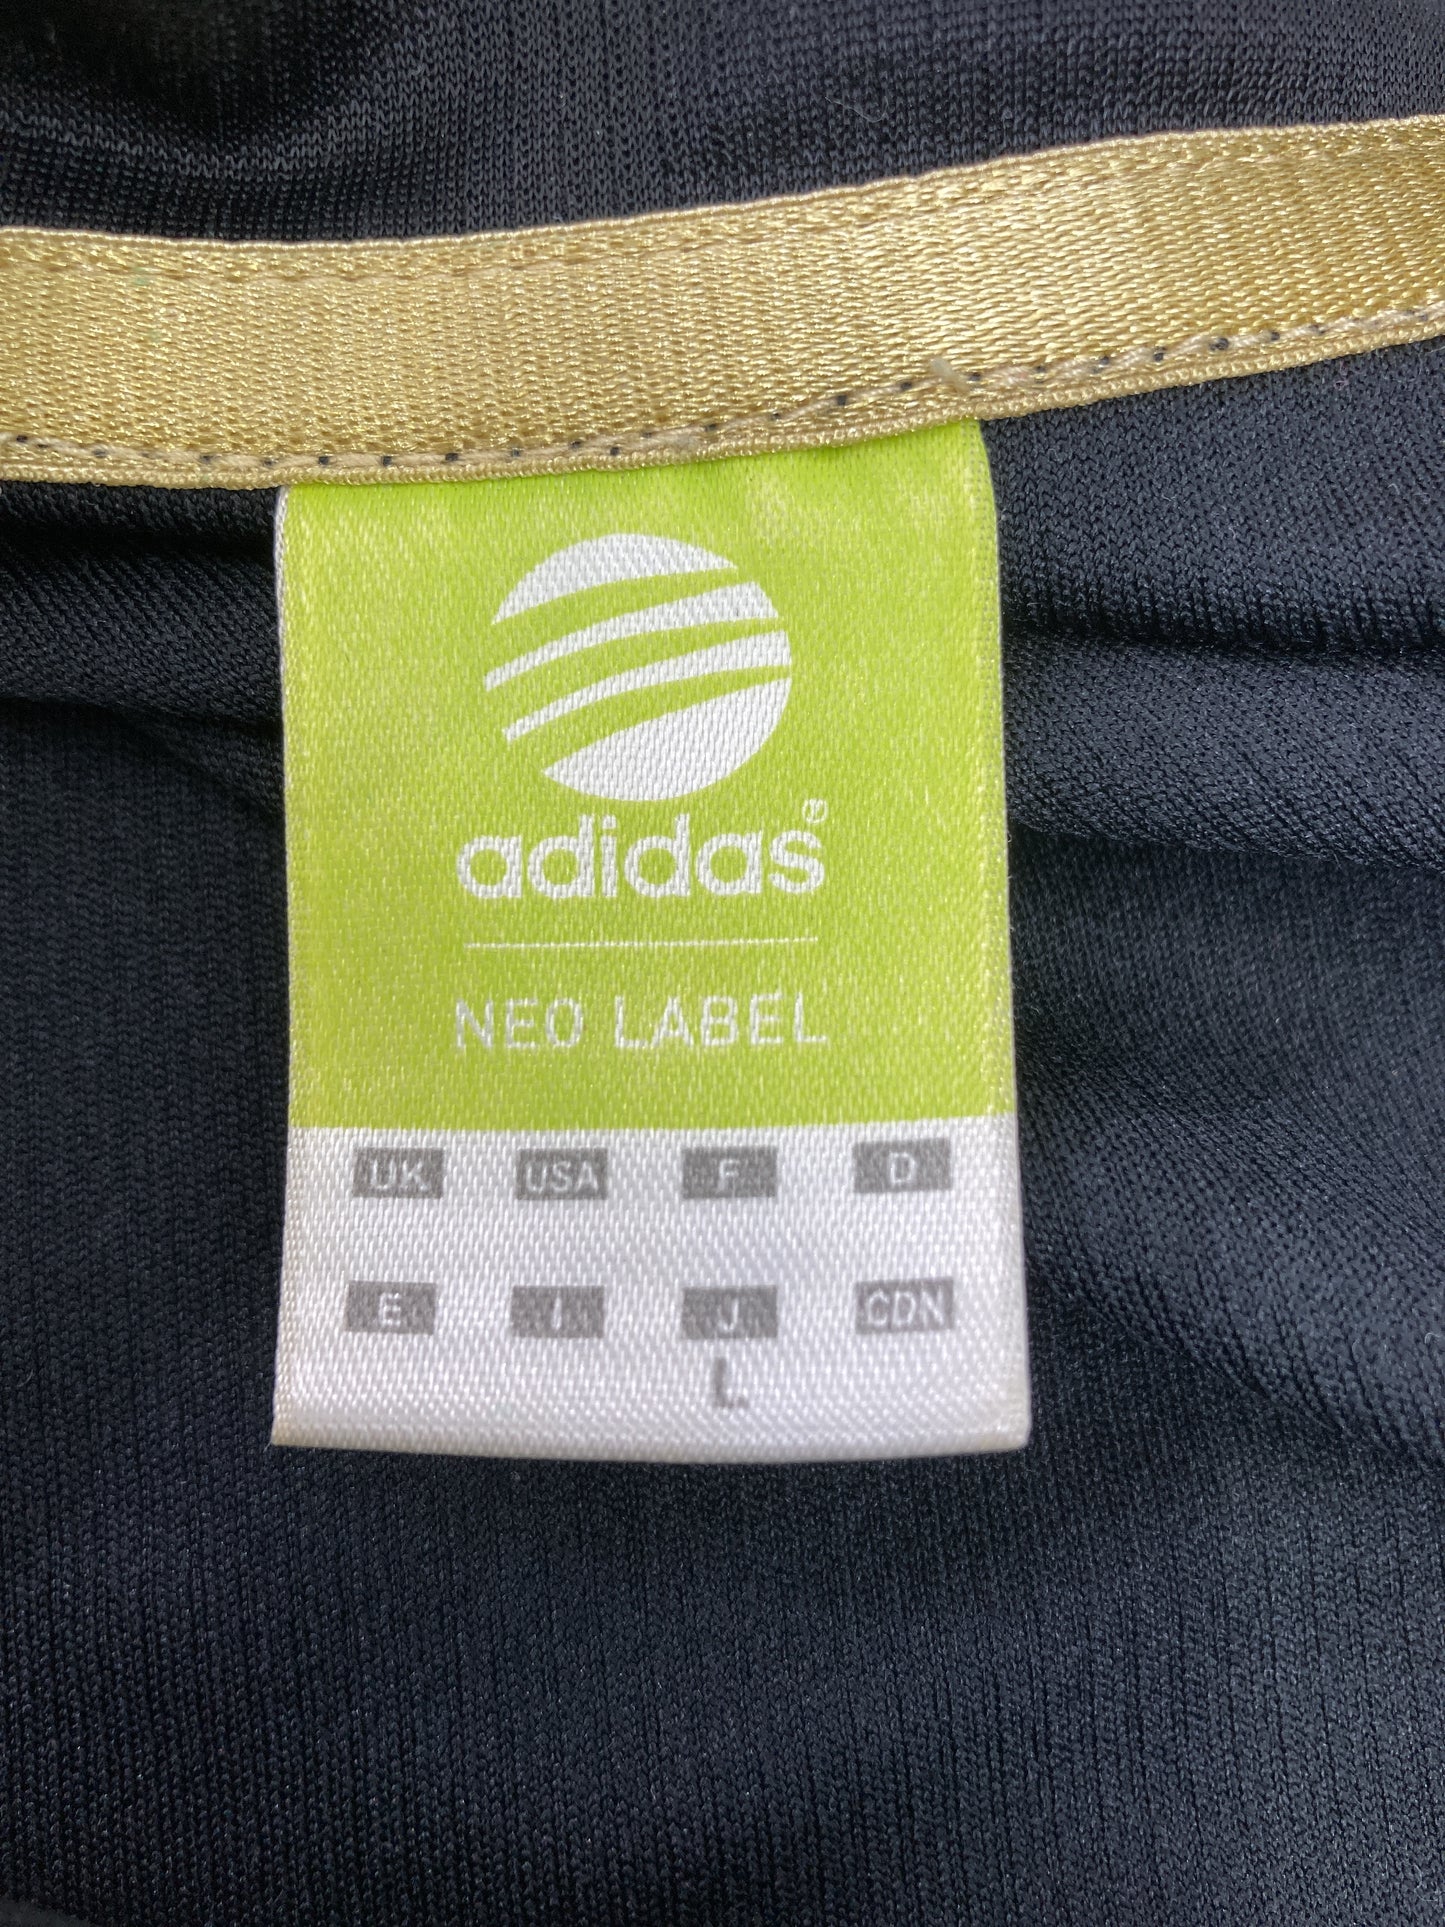 adidas®
NEO LABEL
UK USA F D
E I J CDN
L